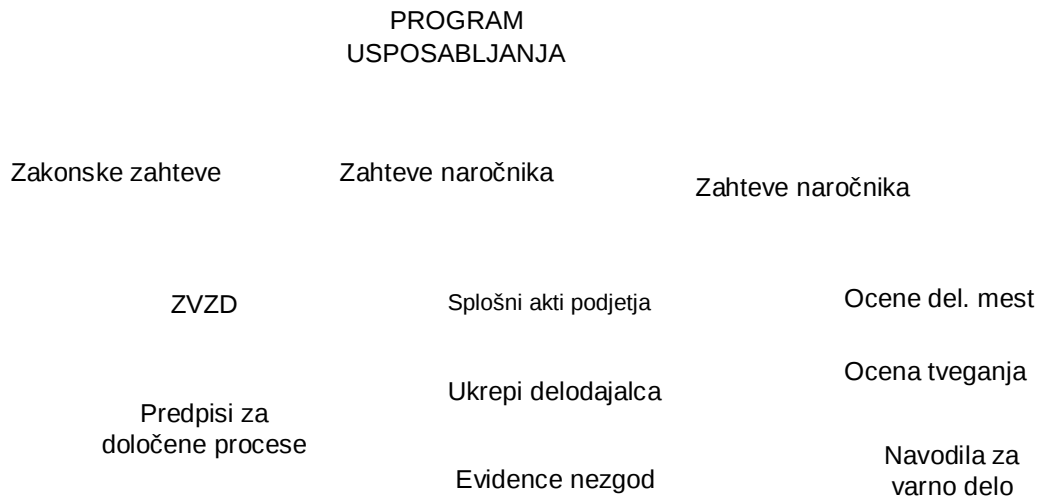 PROGRAM
USPOSABLJANJA
Zakonske zahteve
Zahteve naročnika
Zahteve naročnika
ZVZD
Splošni akti podjetja
Ocene del. mest
Predpisi za
določene procese
Ukrepi delodajalca
Ocena tveganja
Evidence nezgod
Navodila za
varno delo